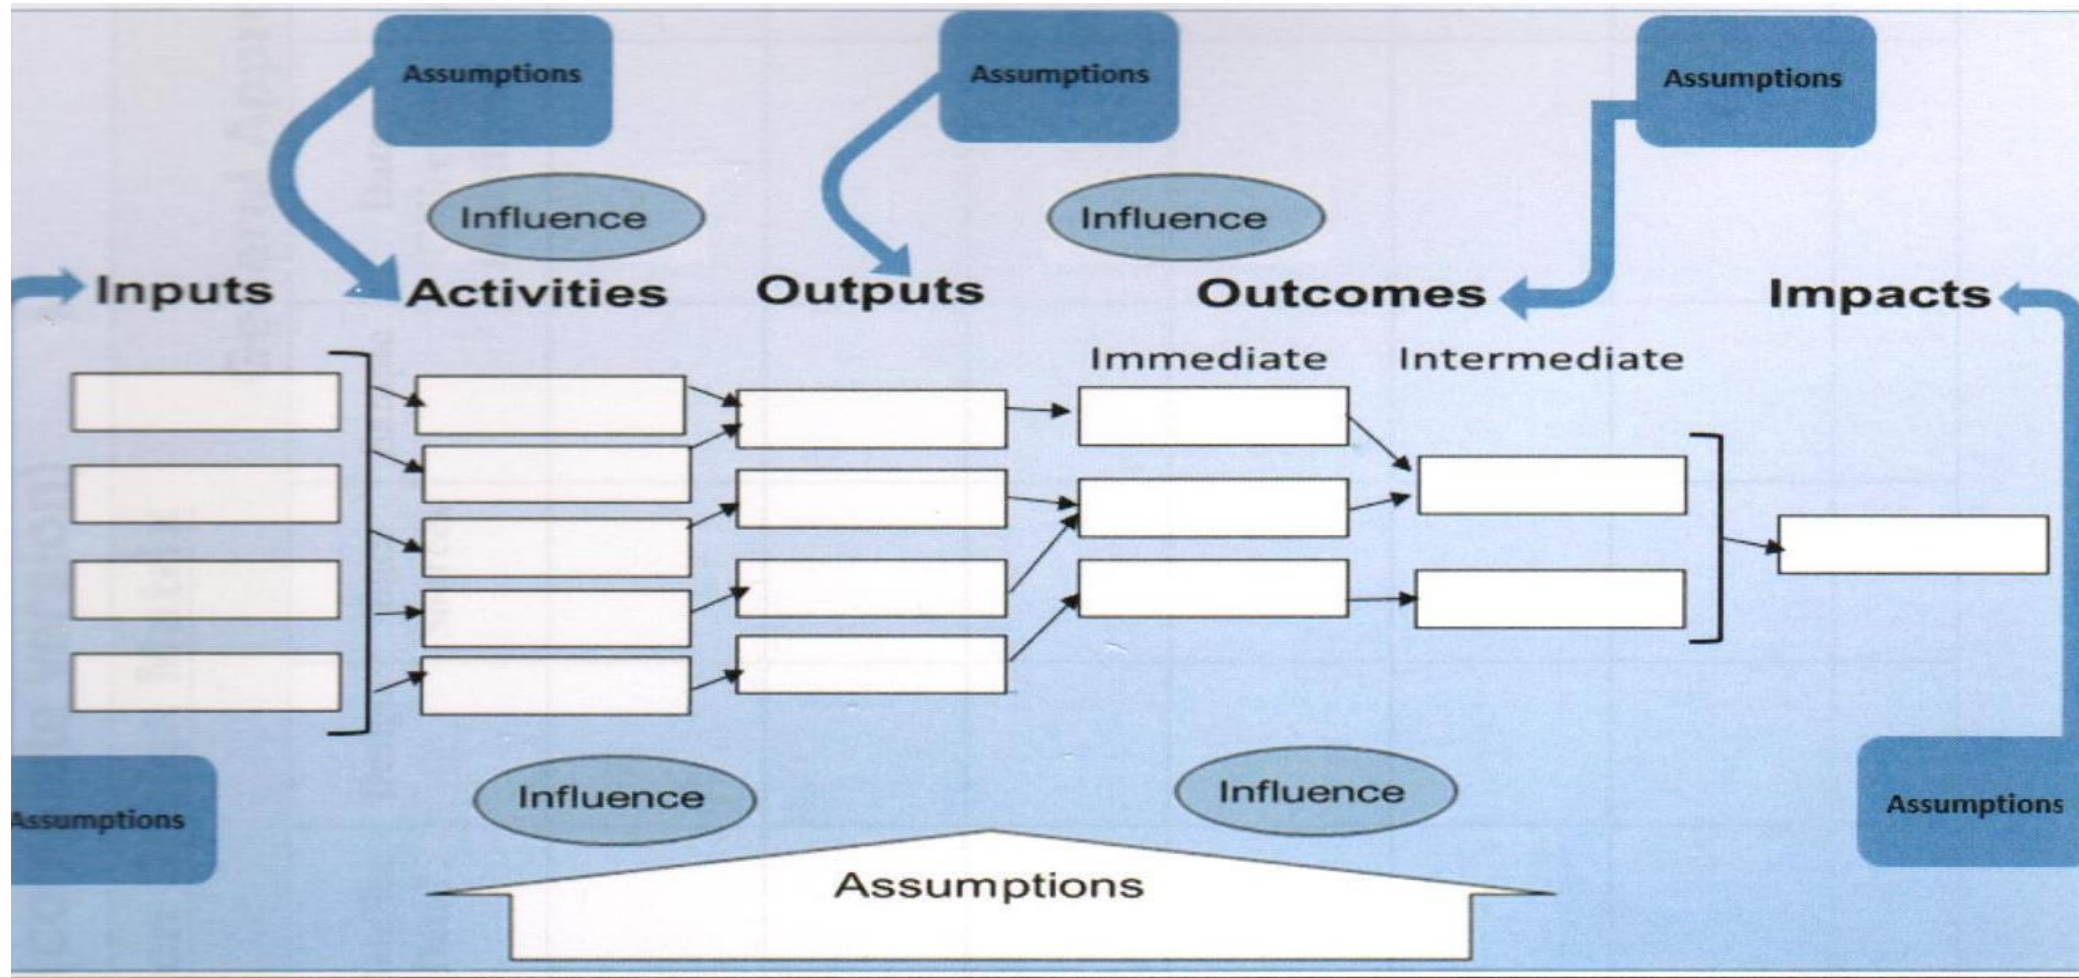 Assumptions
Assumptions
Assumptions
Influence
Influence
Inputs
Activities
Outputs
Outcomes
Impacts
Immediate
Intermediate
Influence
Influence
Assumptions
Assumptions
Assumptions